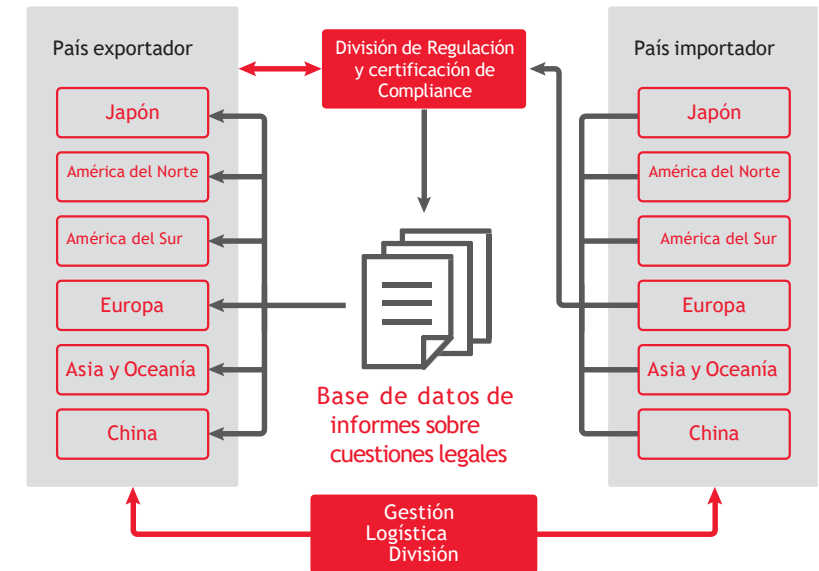 País exportador
Japón
América del Norte
América del Sur
Europa
Asia y Oceanía
China
División de Regulación
y certificación de
Compliance
Base de datos de
informes sobre
cuestiones legales
País importador
Japón
América del Norte
América del Sur
Europa
Asia y Oceanía
China
Gestión
Logística
División